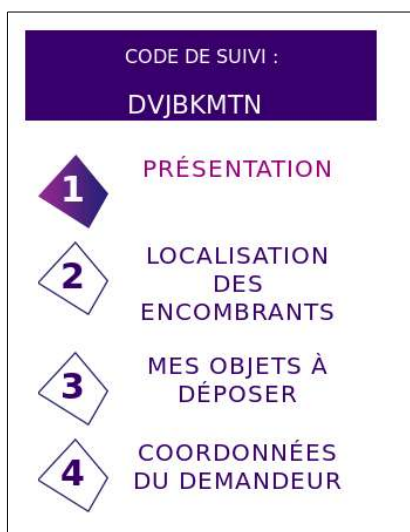 CODE DE SUIVI :
DVJBKMTN
1
PRÉSENTATION
2
LOCALISATION
DES
ENCOMBRANTS
3
MES OBJETS À
DÉPOSER
4
COORDONNÉES
DU DEMANDEUR